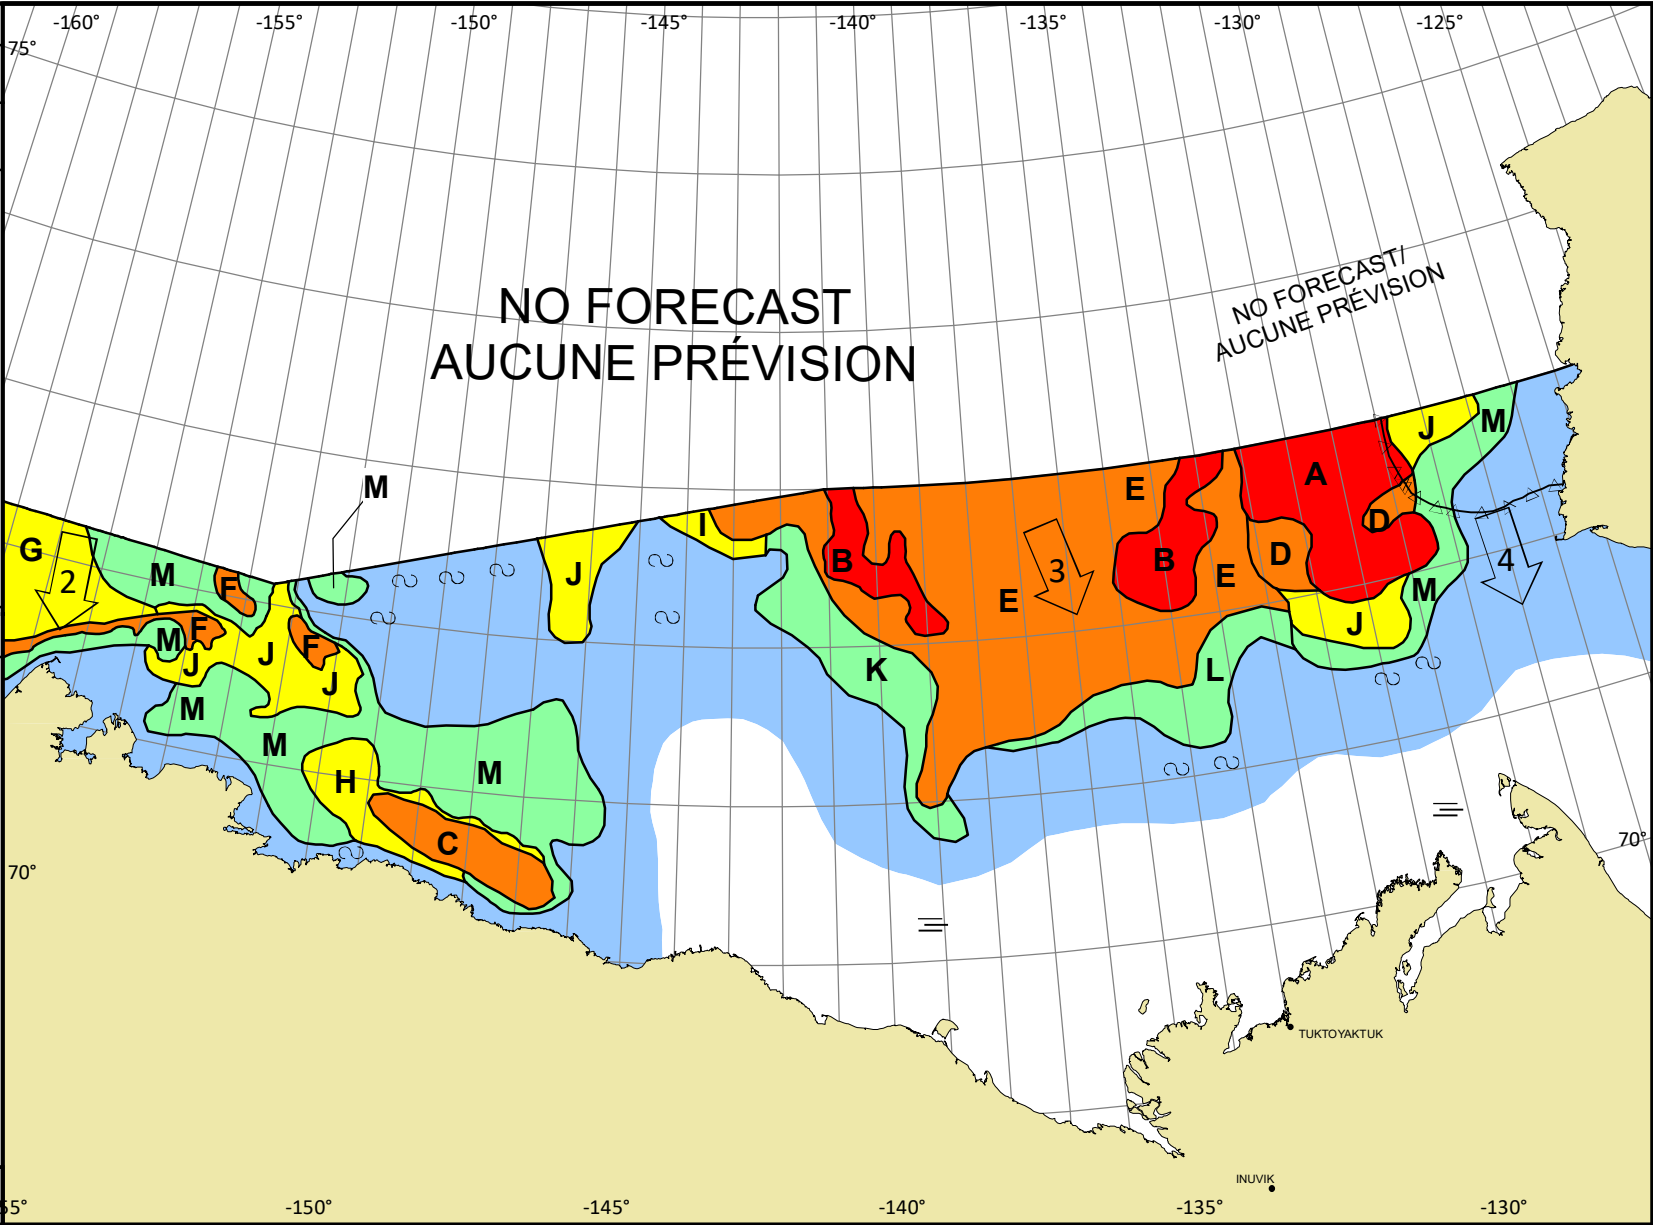 -160° -155° -150° -145° -140° -135° -130° -125°
75°
NO FORECAST/
AUCUNE PRÉVISION
NO FORECAST
AUCUNE PRÉVISION
J
M
A
M
E
D
I
G
2
M
F
J
B
3
B
E
D
4
E
M
F
M
J
J
F
J
J
K
L
M
M
M
H
C
70°
70°
TUKTOYAKTUK
INUVIK
55° -150° -145° -140° -135° -130°